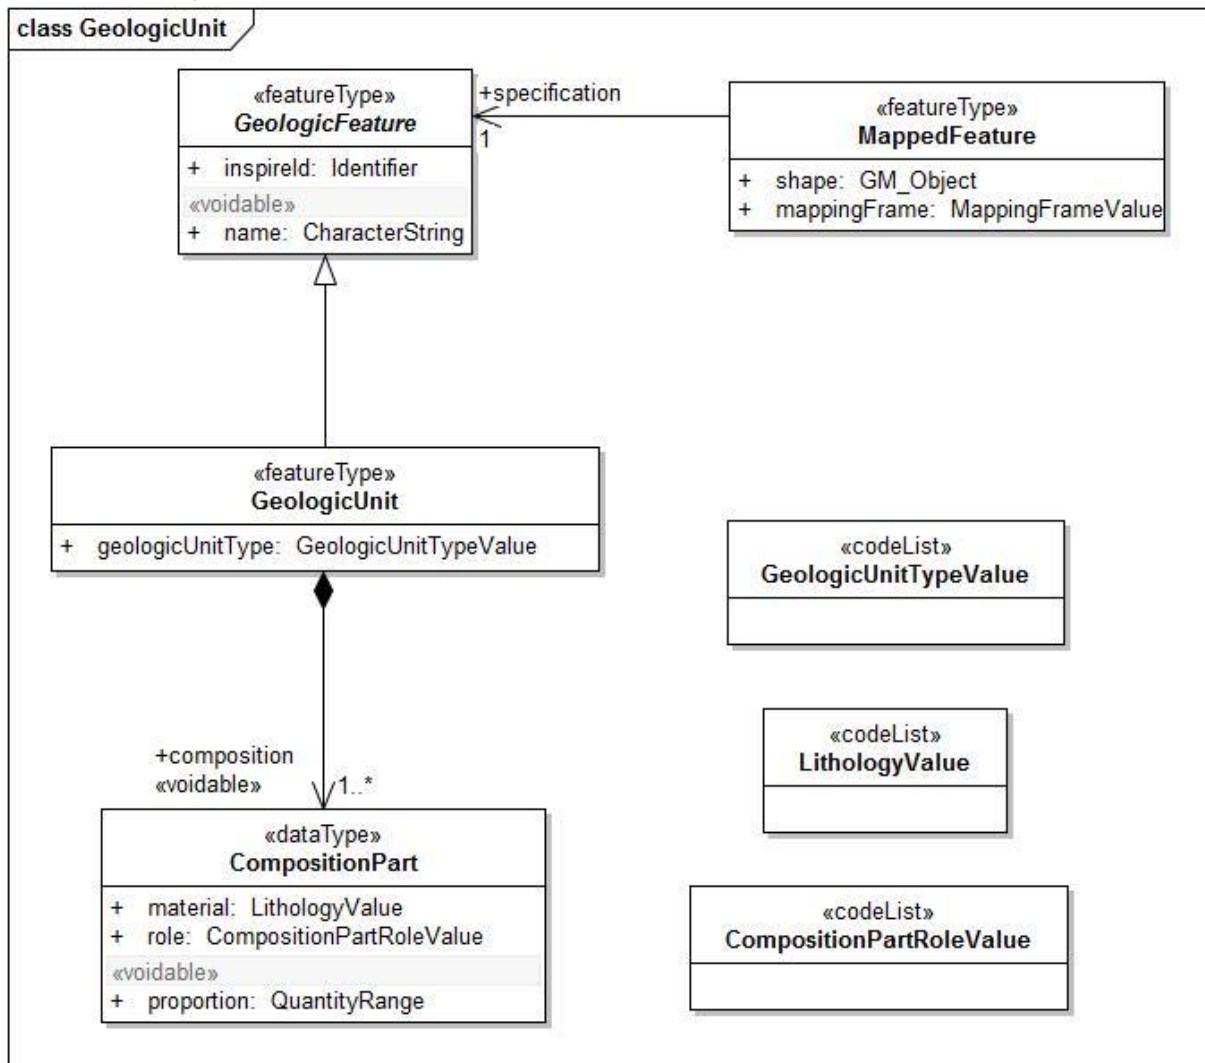 class GeologicUnit
«featureType»
GeologicFeature
+ inspireId: Identifier
«voidable»
+ name: CharacterString
+specification
1
«featureType»
MappedFeature
+ shape: GM_Object
+ mappingFrame: MappingFrameValue
«featureType»
GeologicUnit
+ geologicUnitType: GeologicUnitTypeValue
«codeList»
GeologicUnitTypeValue
«codeList»
LithologyValue
+composition
«voidable»
1..*
«dataType»
CompositionPart
+ material: LithologyValue
+ role: CompositionPartRoleValue
«voidable»
+ proportion: QuantityRange
«codeList»
CompositionPartRoleValue